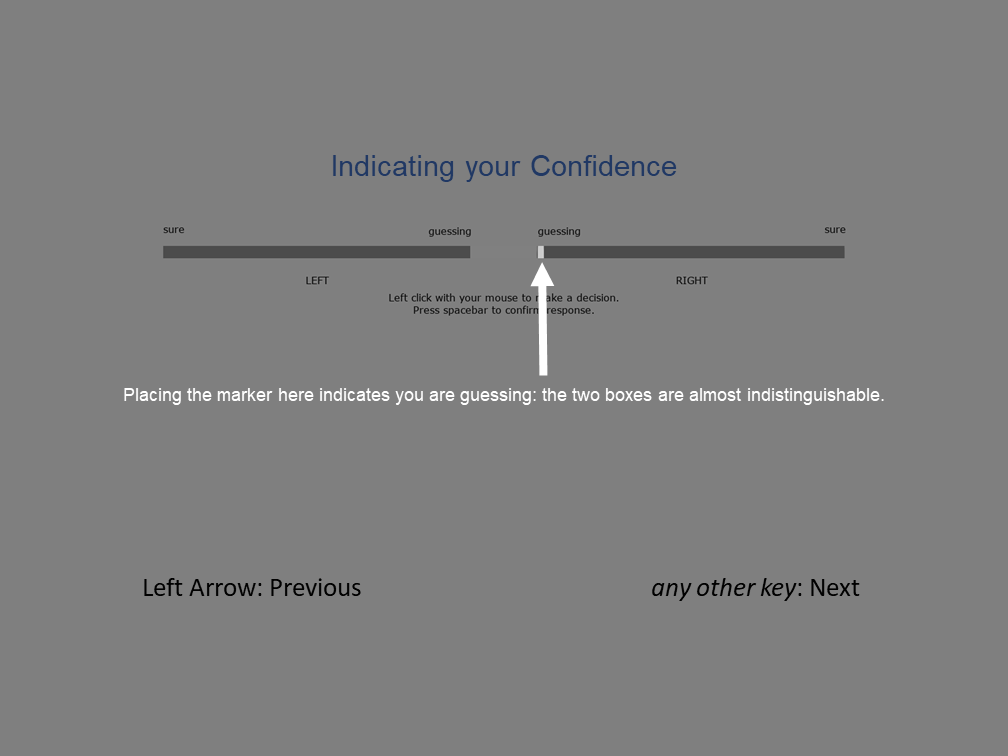 Indicating your Confidence
sure guessing guessing sure
LEFT RIGHT
Left click with your mouse to make a decision.
Press spacebar to confirm response.
Placing the marker here indicates you are guessing: the two boxes are almost indistinguishable.
Left Arrow: Previous any other key: Next